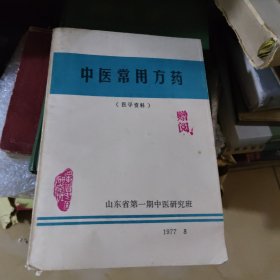 中医常用方药
（医学资料）
赠阅
山东省第一期中医研究班
1977 8